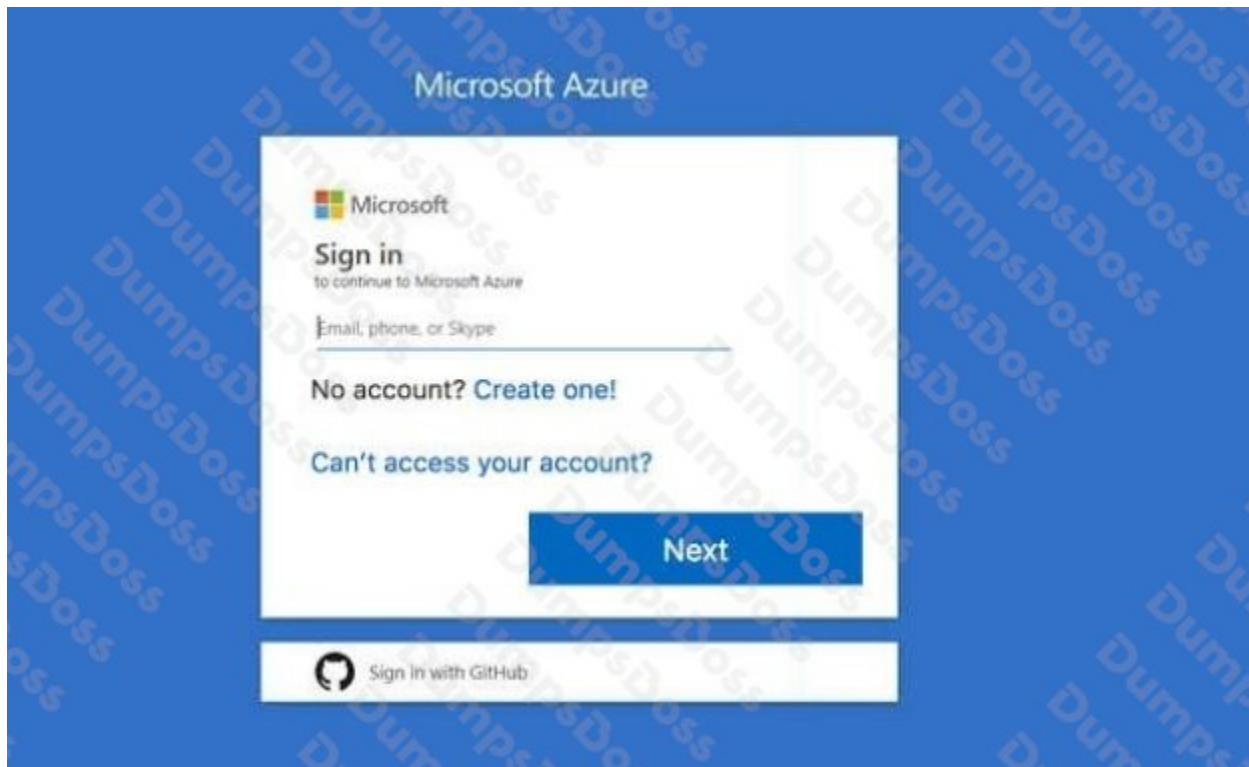 Microsoft Azure
Microsoft
Sign in
to continue to Microsoft Azure
Email, phone, or Skype
No account? Create one!
Can't access your account?
Next
Sign in with GitHub
DumpsDoss